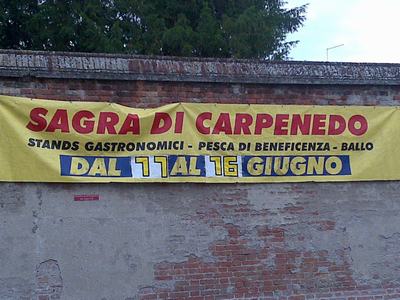 SAGRA DI CARPENEDO
STANDS GASTRONOMICI - PESCA DI BENEFICENZA - BALLO
DAL 11 AL 16 GIUGNO